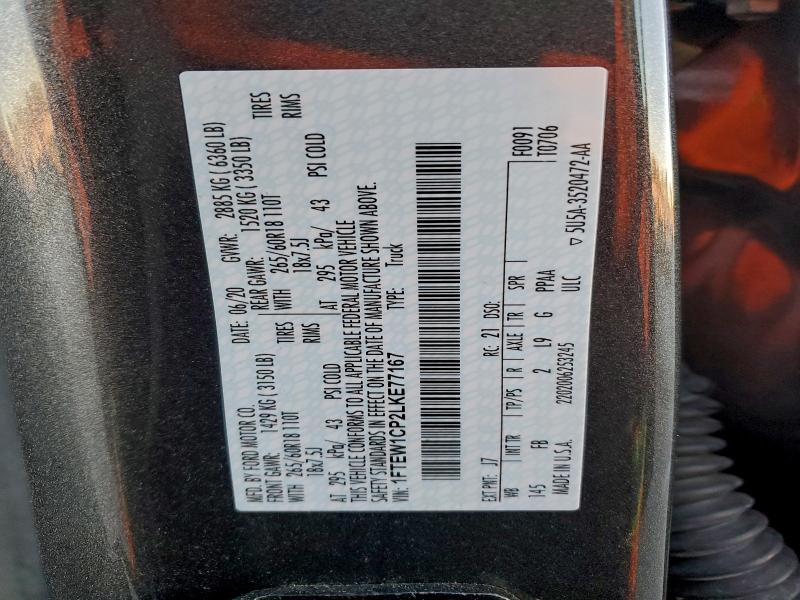 MFD. BY FORD MOTOR CO. DATE: 06/20 GVWR: 2885 KG ( 6360 LB)
FRONT GAWR: 1429 KG ( 3150 LB) REAR GAWR: 1520 KG ( 3350 LB)
WITH 265/60R18 110T TIRES WITH 265/60R18 110T TIRES
18x7.5J RIMS 18x7.5J RIMS
AT 295 kPa/ 43 PSI COLD AT 295 kPa/ 43 PSI COLD
THIS VEHICLE CONFORMS TO ALL APPLICABLE FEDERAL MOTOR VEHICLE
SAFETY STANDARDS IN EFFECT ON THE DATE OF MANUFACTURE SHOWN ABOVE.
VIN: 1FTEW1CP2LKE77167 TYPE: Truck
F0091
EXT PNT: J7 RC: 21 DSO: T0706
WB INT TR TP/PS R AXLE TR SPR
145 FB 2 L9 G PPAA
MADE IN U.S.A. 22020062S3245 ULC
▽ 5U5A-3520472-AA